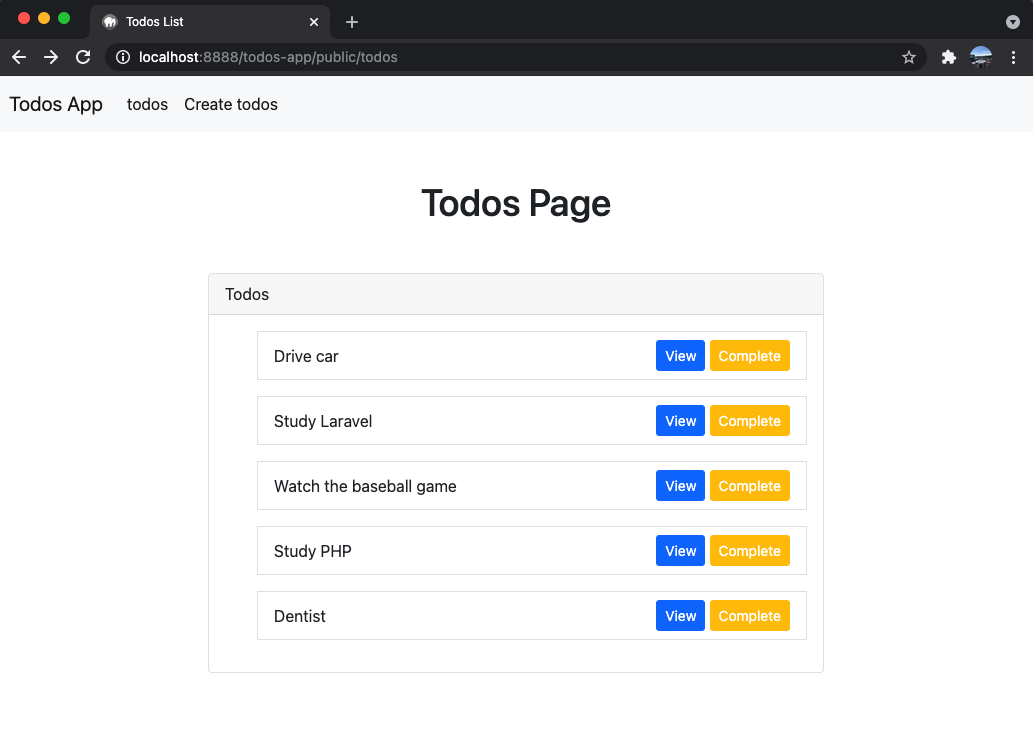 Todos List
localhost:8888/todos-app/public/todos
Todos App todos Create todos
Todos Page
Todos
Drive car View Complete
Study Laravel View Complete
Watch the baseball game View Complete
Study PHP View Complete
Dentist View Complete